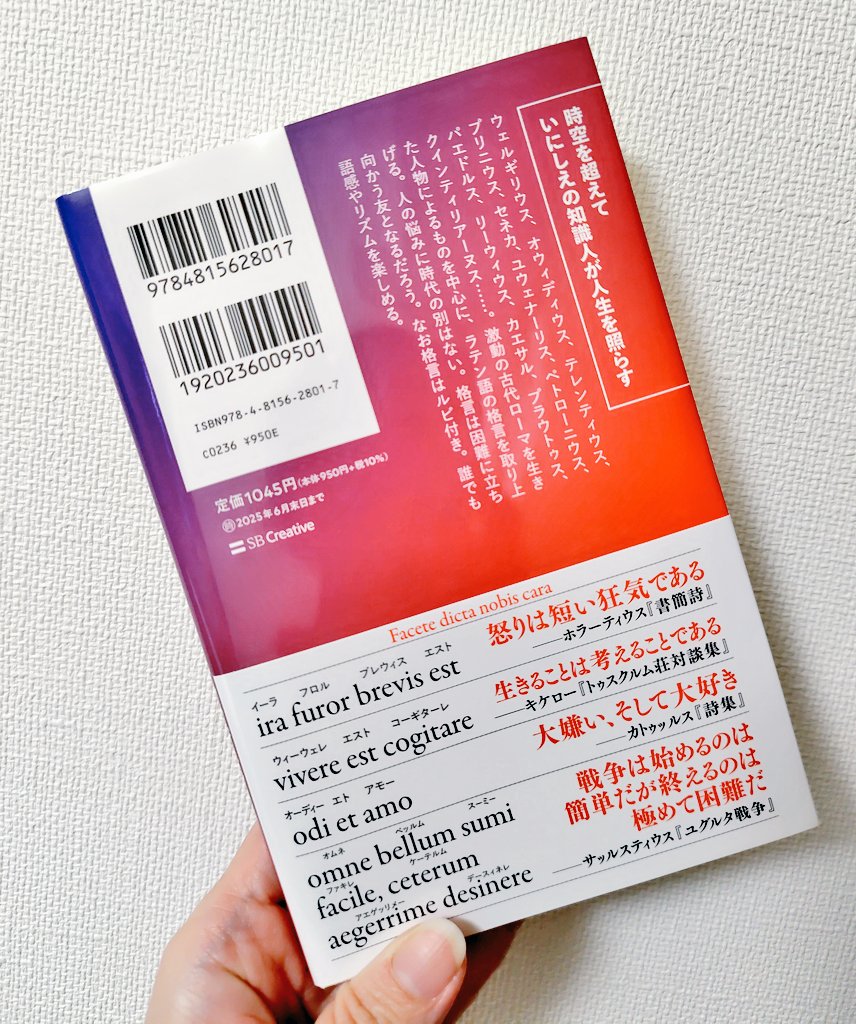 時空を超えて
いにしえの知識人が人生を照らす
ウェルギリウス、オウィディウス、テレンティウス、
プリニウス、セネカ、ユウェナーリス、ペトローニウス、
パエドルス、リーウィウス、カエサル、プラウトゥス、
クインティリアーヌス……。激動の古代ローマを生き
た人物によるものを中心に、ラテン語の格言を取り上
げる。人の悩みに時代の別はない。格言は困難に立ち
向かう友となるだろう。なお格言はルビ付き。誰でも
語感やリズムを楽しめる。
9784815628017
1920236009501
ISBN978-4-8156-2801-7
C0236 ¥950E
定価1045円(本体950円+税10%)
㊕2025年6月末日まで
SB Creative
Facete dicta nobis cara
怒りは短い狂気である
ホラーティウス『書簡詩』
イーラ フロル ブレウィス エスト
ira furor brevis est
生きることは考えることである
キケロー『トゥスクルム荘対談集』
ウィーウェレ エスト コーギターレ
vivere est cogitare
大嫌い、そして大好き
カトゥッルス『詩集』
オーディー エト アモー
odi et amo
戦争は始めるのは
簡単だが終えるのは
極めて困難だ
サッルスティウス『ユグルタ戦争』
オムネ ベッルム スーミー
omne bellum sumi
ファキレ ケーテルム
facile, ceterum
アエゲッリメー デースィネレ
aegerrime desinere